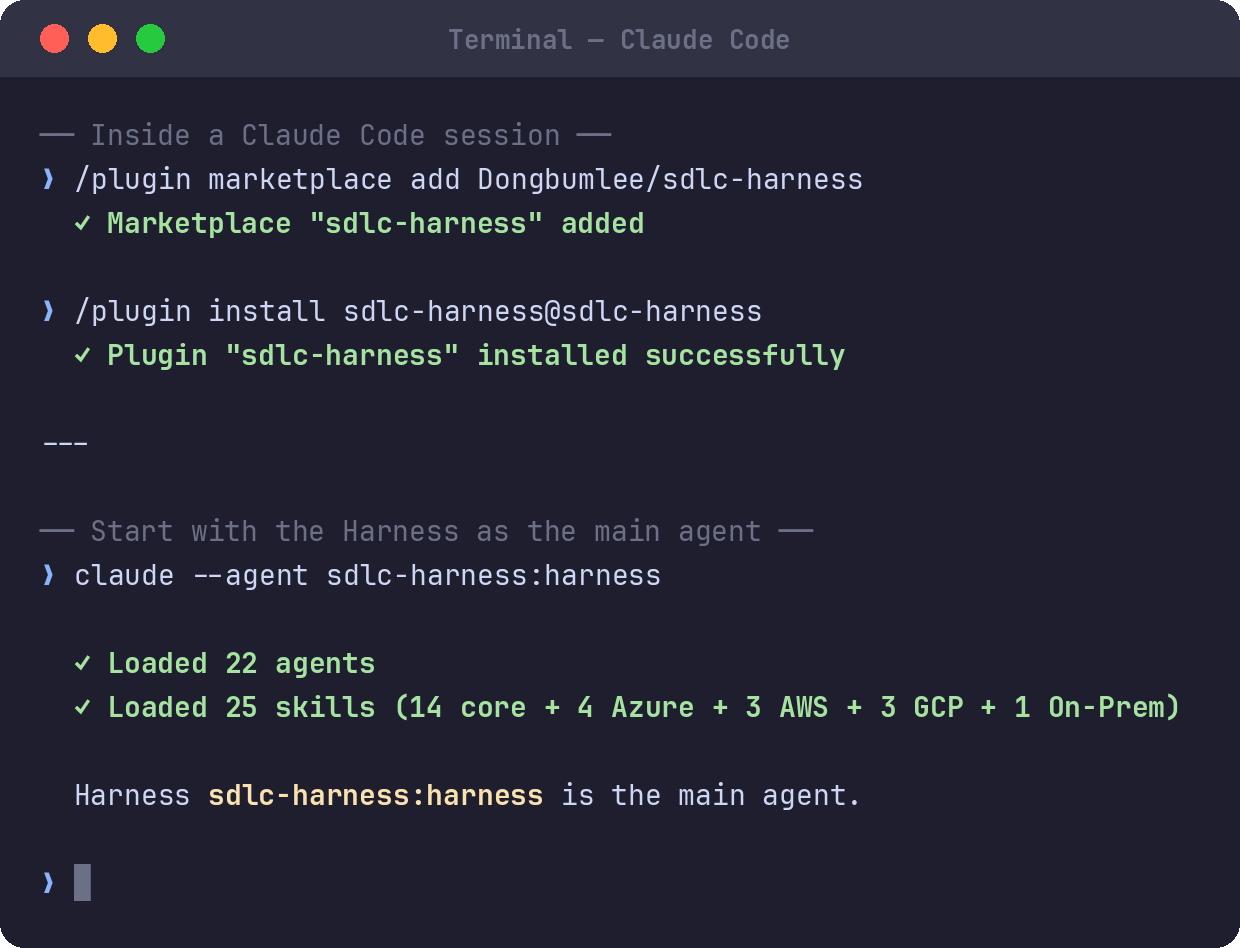 Terminal — Claude Code
── Inside a Claude Code session ──
❯ /plugin marketplace add Dongbumlee/sdlc-harness
✓ Marketplace "sdlc-harness" added
❯ /plugin install sdlc-harness@sdlc-harness
✓ Plugin "sdlc-harness" installed successfully
---
── Start with the Harness as the main agent ──
❯ claude --agent sdlc-harness:harness
✓ Loaded 22 agents
✓ Loaded 25 skills (14 core + 4 Azure + 3 AWS + 3 GCP + 1 On-Prem)
Harness sdlc-harness:harness is the main agent.
❯